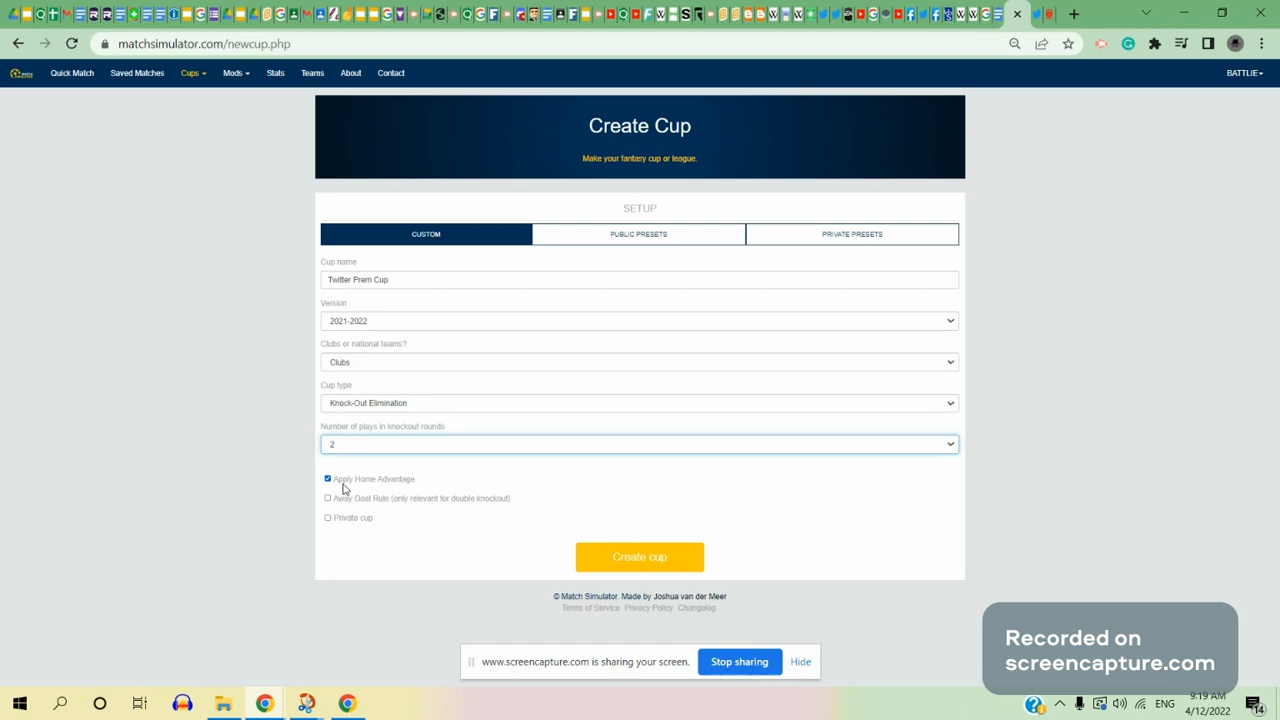 matchsimulator.com/newcup.php
Quick Match Saved Matches Cups Mods Stats Teams About Contact BATTLIE
Create Cup
Make your fantasy cup or league.
SETUP
CUSTOM PUBLIC PRESETS PRIVATE PRESETS
Cup name
Twitter Prem Cup
Version
2021-2022
Clubs or national teams?
Clubs
Cup type
Knock-Out Elimination
Number of plays in knockout rounds
2
Apply Home Advantage
Away Goal Rule (only relevant for double knockout)
Private cup
Create cup
© Match Simulator. Made by Joshua van der Meer
Terms of Service Privacy Policy Changelog
www.screencapture.com is sharing your screen. Stop sharing Hide
Recorded on
screencapture.com
9:19 AM
ENG
4/12/2022
14